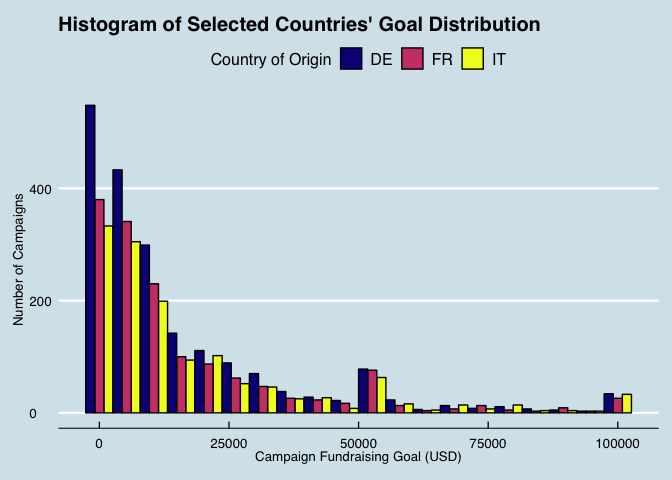 Histogram of Selected Countries' Goal Distribution
Country of Origin DE FR IT
Number of Campaigns
400
200
0
0 25000 50000 75000 100000
Campaign Fundraising Goal (USD)